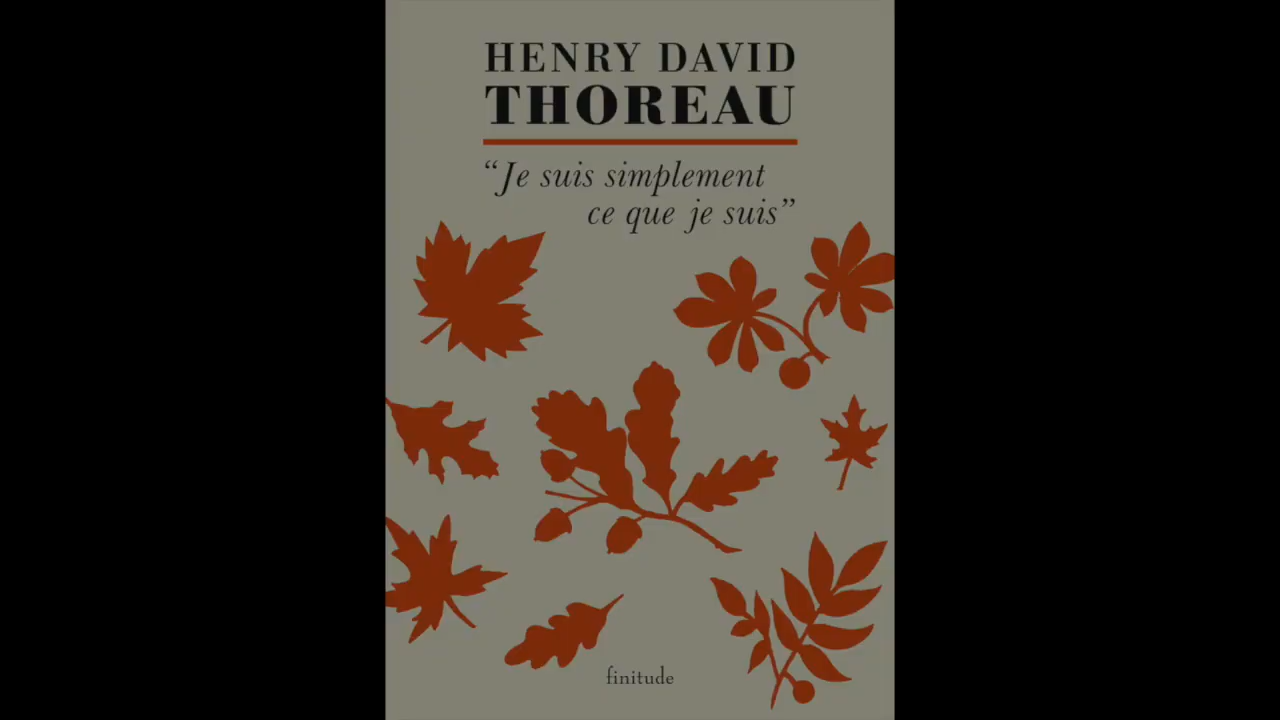 HENRY DAVID
THOREAU
“Je suis simplement
ce que je suis”
finitude